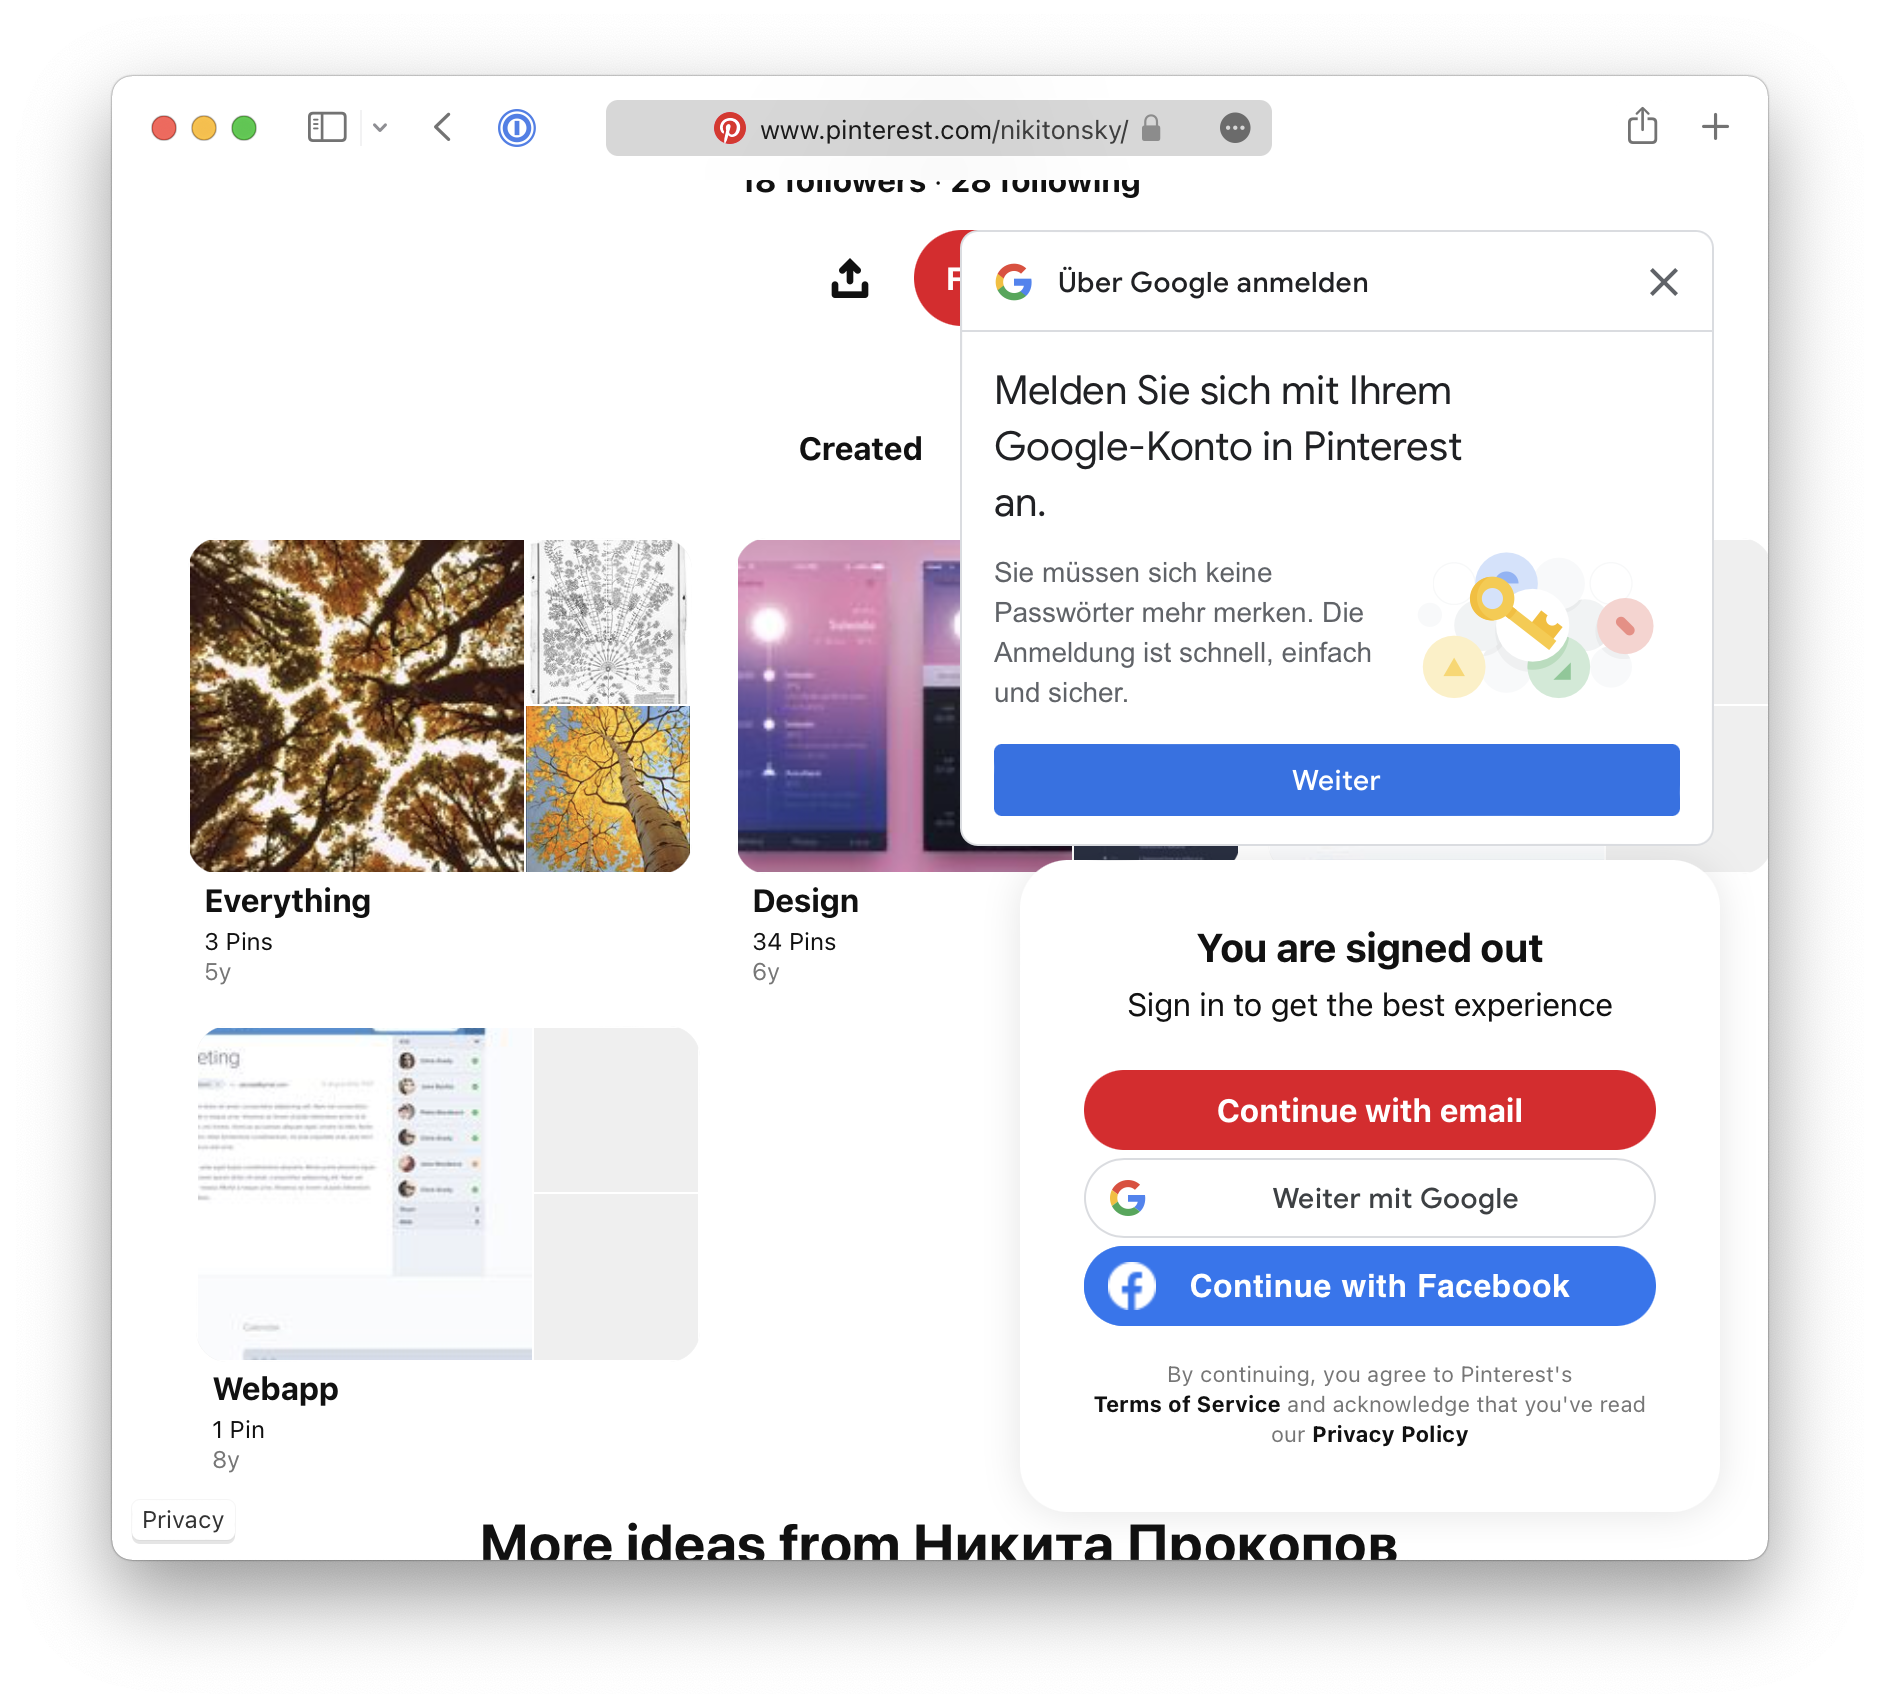 www.pinterest.com/nikitonsky/
18 followers · 28 following
F
Über Google anmelden
Melden Sie sich mit Ihrem
Google-Konto in Pinterest
an.
Sie müssen sich keine
Passwörter mehr merken. Die
Anmeldung ist schnell, einfach
und sicher.
Weiter
Created
Everything
3 Pins
5y
Design
34 Pins
6y
eting
Webapp
1 Pin
8y
You are signed out
Sign in to get the best experience
Continue with email
Weiter mit Google
Continue with Facebook
By continuing, you agree to Pinterest's
Terms of Service and acknowledge that you've read
our Privacy Policy
Privacy
More ideas from Никита Прокопов